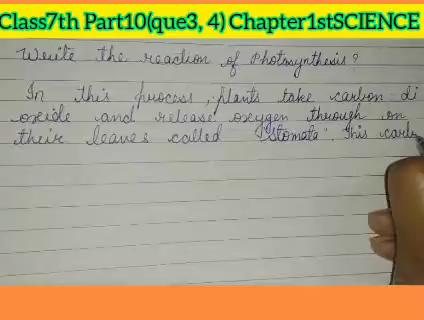 Class7th Part10(que3, 4) Chapter1stSCIENCE
Write the reaction of Photosynthesis?
In this process, plants take carbon di
oxide and release oxygen through on
their leaves called "Stomata". This carb